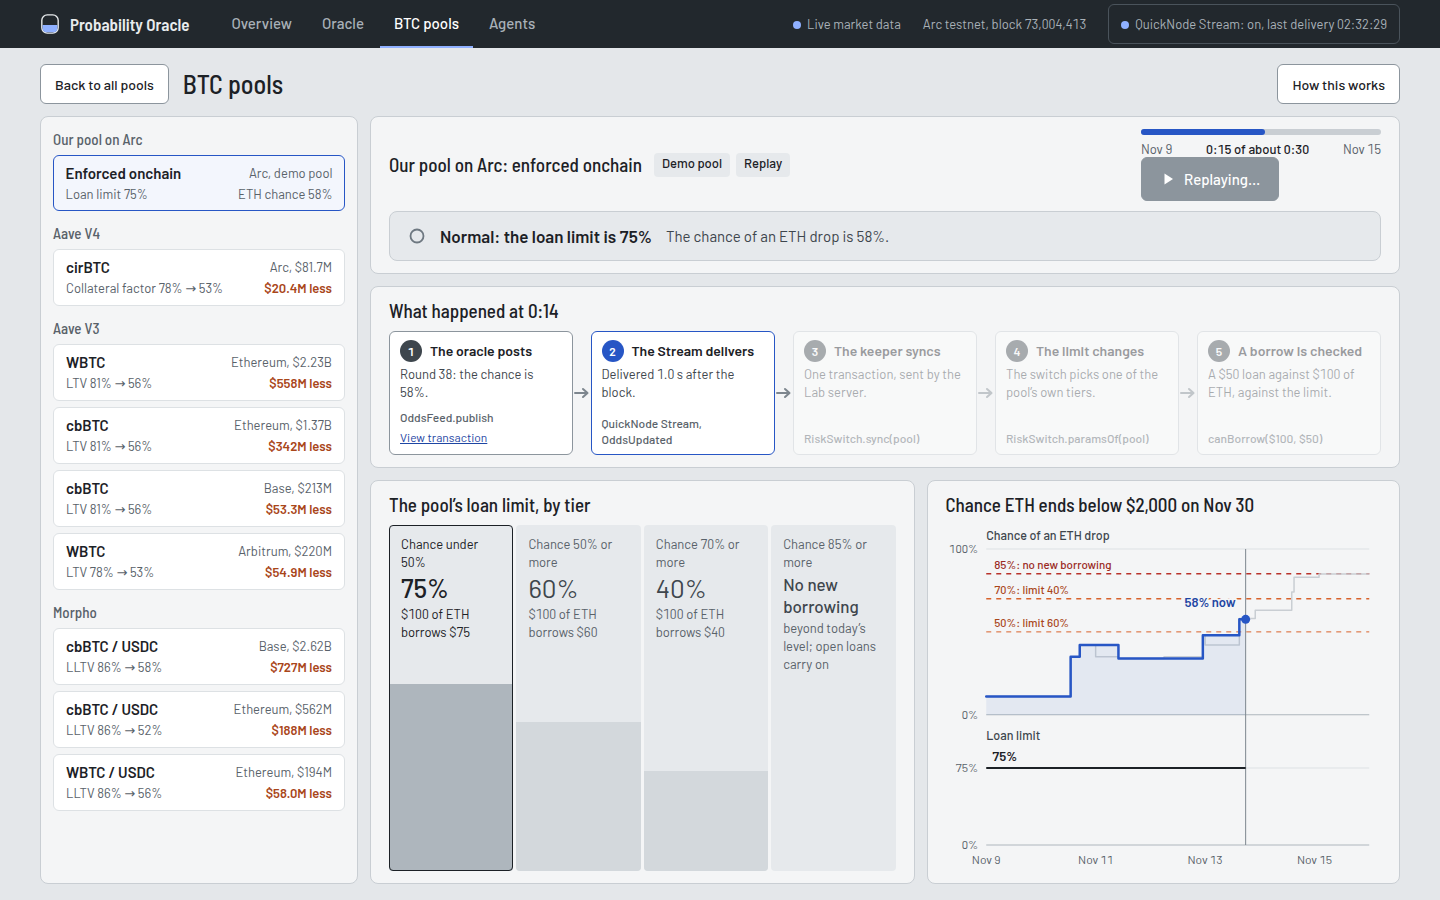 Probability Oracle
Overview
Oracle
BTC pools
Agents
Live market data
Arc testnet, block 73,004,413
QuickNode Stream: on, last delivery 02:32:29
Back to all pools
BTC pools
How this works
Our pool on Arc
Enforced onchain
Arc, demo pool
Loan limit 75%
ETH chance 58%
Aave V4
cirBTC
Arc, $81.7M
Collateral factor 78% → 53%
$20.4M less
Aave V3
WBTC
Ethereum, $2.23B
LTV 81% → 56%
$558M less
cbBTC
Ethereum, $1.37B
LTV 81% → 56%
$342M less
cbBTC
Base, $213M
LTV 81% → 56%
$53.3M less
WBTC
Arbitrum, $220M
LTV 78% → 53%
$54.9M less
Morpho
cbBTC / USDC
Base, $2.62B
LLTV 86% → 58%
$727M less
cbBTC / USDC
Ethereum, $562M
LLTV 86% → 52%
$188M less
WBTC / USDC
Ethereum, $194M
LLTV 86% → 56%
$58.0M less
Our pool on Arc: enforced onchain
Demo pool
Replay
Nov 9
0:15 of about 0:30
Nov 15
Replaying...
Normal: the loan limit is 75%
The chance of an ETH drop is 58%.
What happened at 0:14
1
The oracle posts
Round 38: the chance is
58%.
OddsFeed.publish
View transaction
2
The Stream delivers
Delivered 1.0 s after the
block.
QuickNode Stream,
OddsUpdated
3
The keeper syncs
One transaction, sent by the
Lab server.
RiskSwitch.sync(pool)
4
The limit changes
The switch picks one of the
pool's own tiers.
RiskSwitch.paramsOf(pool)
5
A borrow is checked
A $50 loan against $100 of
ETH, against the limit.
canBorrow($100, $50)
The pool's loan limit, by tier
Chance under
50%
75%
$100 of ETH
borrows $75
Chance 50% or
more
60%
$100 of ETH
borrows $60
Chance 70% or
more
40%
$100 of ETH
borrows $40
Chance 85% or
more
No new
borrowing
beyond today's
level; open loans
carry on
Chance ETH ends below $2,000 on Nov 30
Chance of an ETH drop
100%
85%: no new borrowing
70%: limit 40%
58% now
50%: limit 60%
0%
Loan limit
75%
75%
0%
Nov 9
Nov 11
Nov 13
Nov 15